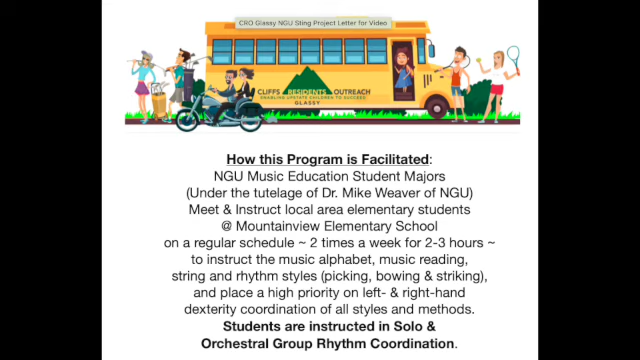 CRO Glassy NGU Sting Project Letter for Video
CLIFFS RESIDENTS OUTREACH
ENABLING UPSTATE CHILDREN TO SUCCEED
GLASSY
How this Program is Facilitated:
NGU Music Education Student Majors
(Under the tutelage of Dr. Mike Weaver of NGU)
Meet & Instruct local area elementary students
@ Mountainview Elementary School
on a regular schedule ~ 2 times a week for 2-3 hours ~
to instruct the music alphabet, music reading,
string and rhythm styles (picking, bowing & striking),
and place a high priority on left- & right-hand
dexterity coordination of all styles and methods.
Students are instructed in Solo &
Orchestral Group Rhythm Coordination.